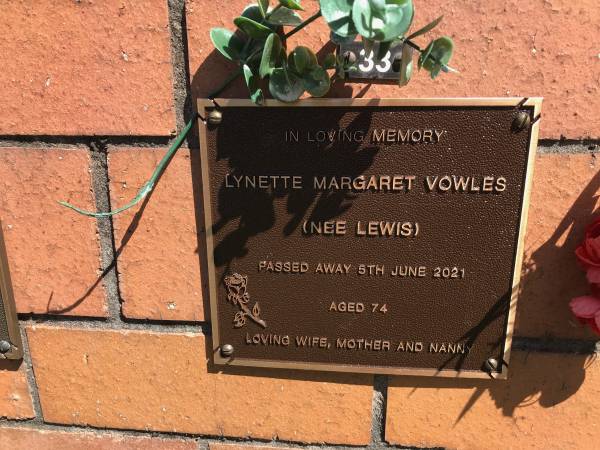 33
IN LOVING MEMORY
LYNETTE MARGARET VOWLES
(NEE LEWIS)
PASSED AWAY 5TH JUNE 2021
AGED 74
LOVING WIFE, MOTHER AND NANNY